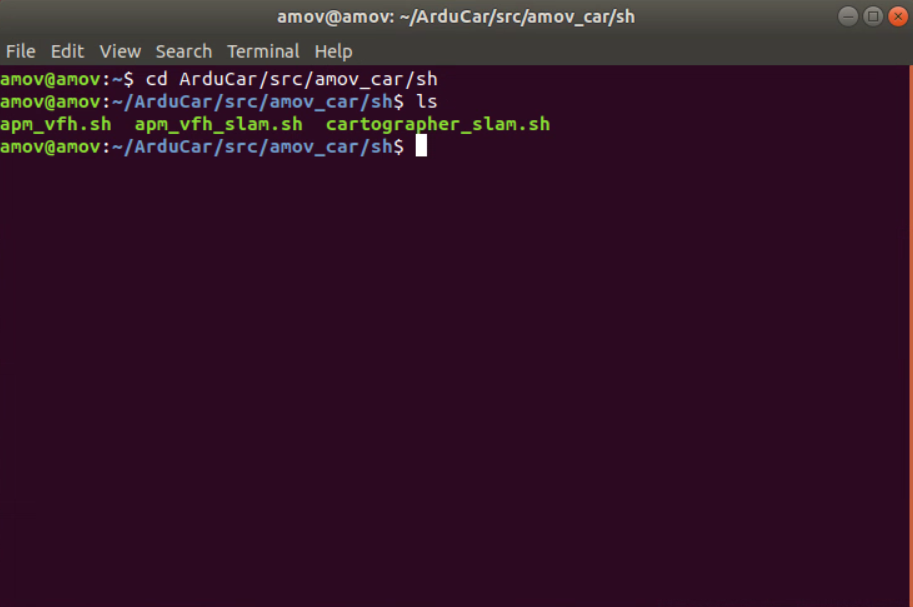 amov@amov: ~/ArduCar/src/amov_car/sh
File Edit View Search Terminal Help
amov@amov:~$ cd ArduCar/src/amov_car/sh
amov@amov:~/ArduCar/src/amov_car/sh$ ls
apm_vfh.sh  apm_vfh_slam.sh  cartographer_slam.sh
amov@amov:~/ArduCar/src/amov_car/sh$